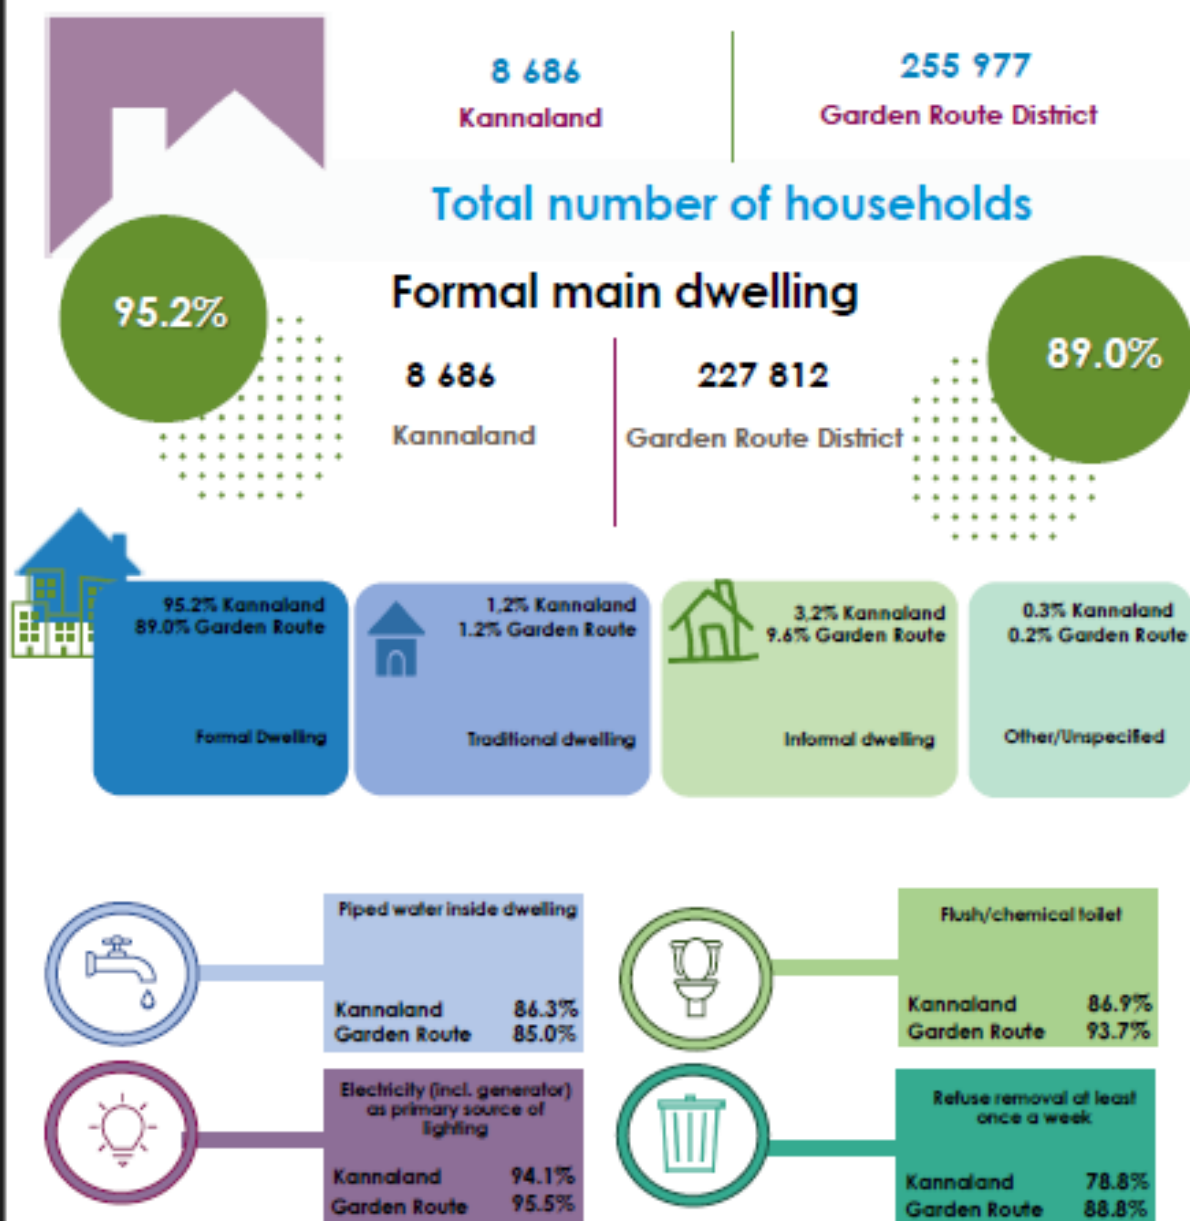 8 686
Kannaland
255 977
Garden Route District
Total number of households
95.2%
Formal main dwelling
89.0%
8 686
Kannaland
227 812
Garden Route District
95.2% Kannaland
89.0% Garden Route
Formal Dwelling
1,2% Kannaland
1.2% Garden Route
Traditional dwelling
3,2% Kannaland
9.6% Garden Route
Informal dwelling
0.3% Kannaland
0.2% Garden Route
Other/Unspecified
Piped water inside dwelling
Kannaland 86.3%
Garden Route 85.0%
Flush/chemical toilet
Kannaland 86.9%
Garden Route 93.7%
Electricity (incl. generator)
as primary source of
lighting
Kannaland 94.1%
Garden Route 95.5%
Refuse removal at least
once a week
Kannaland 78.8%
Garden Route 88.8%